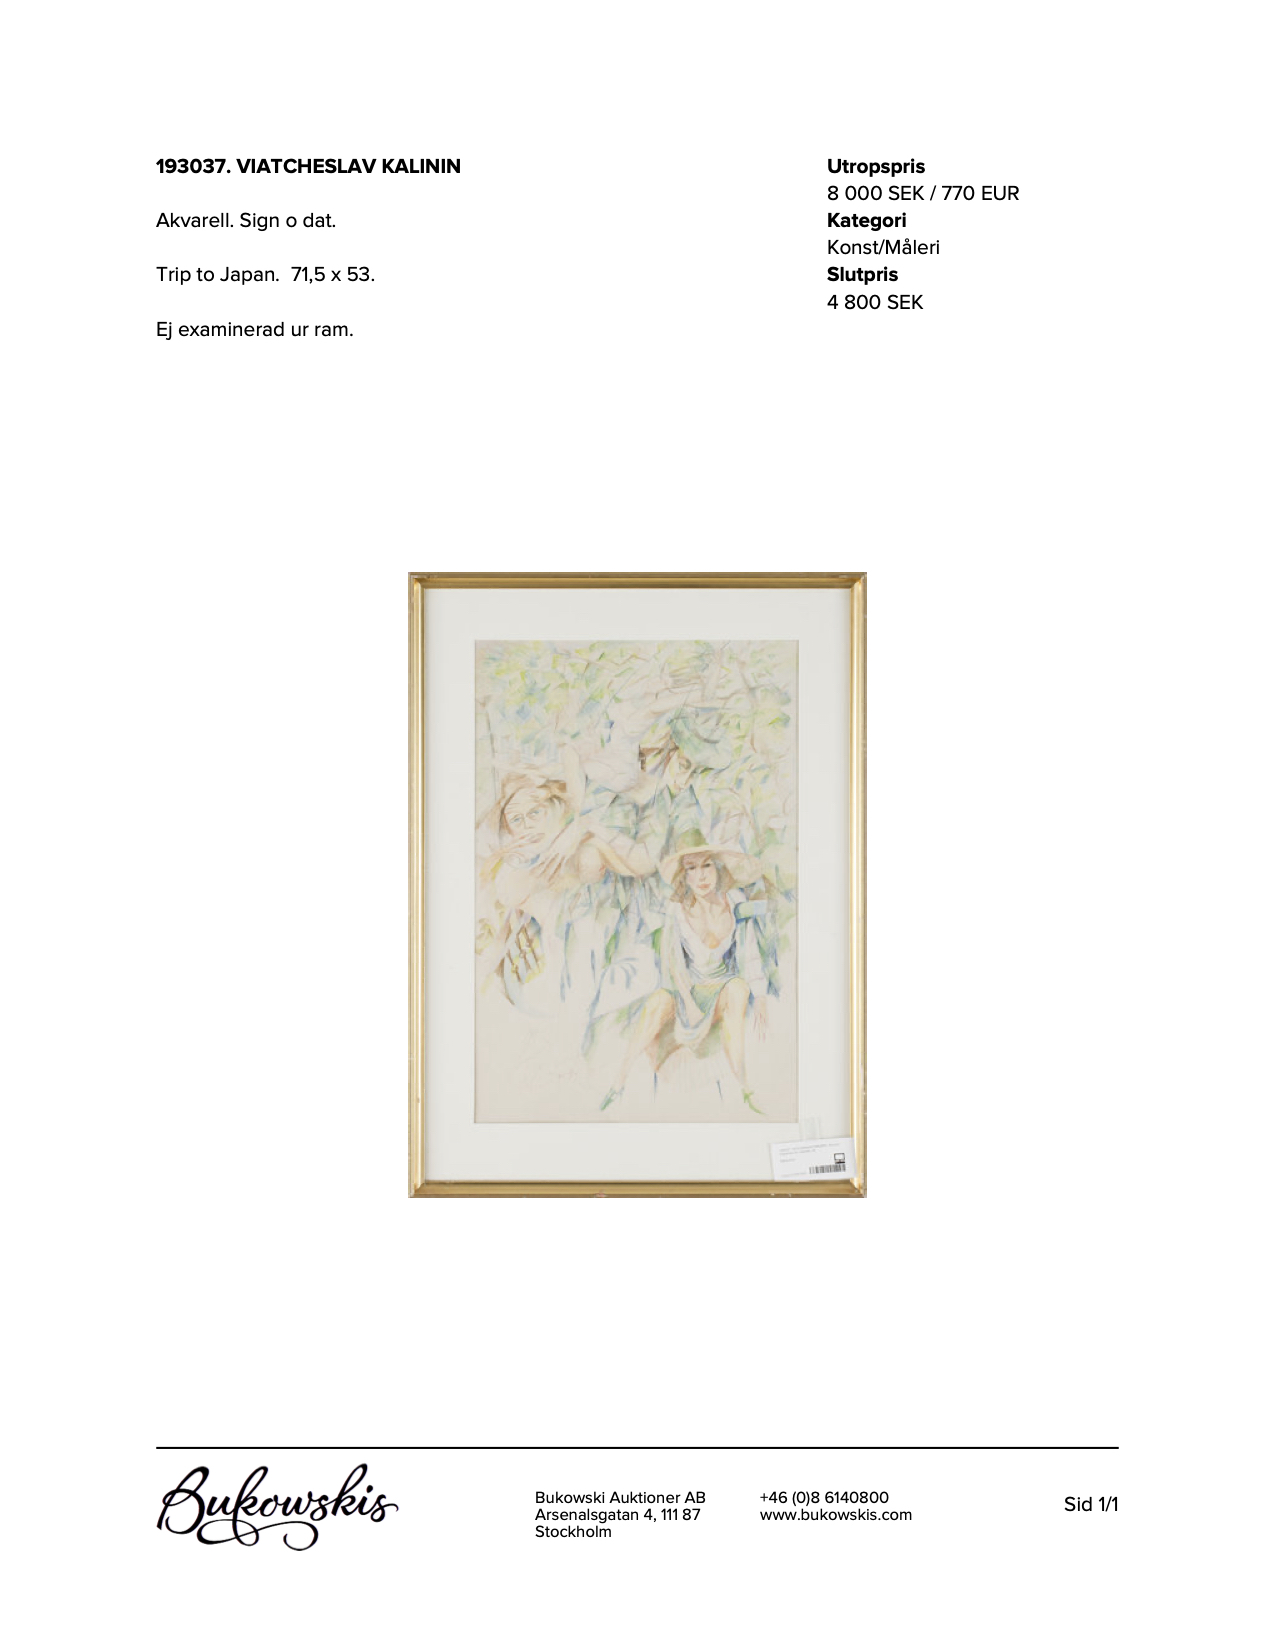 193037. VIATCHESLAV KALININ
Akvarell. Sign o dat.
Trip to Japan.  71,5 x 53.
Ej examinerad ur ram.
Utropspris
8 000 SEK / 770 EUR
Kategori
Konst/Måleri
Slutpris
4 800 SEK
Bukowskis
Bukowski Auktioner AB
Arsenalsgatan 4, 111 87
Stockholm
+46 (0)8 6140800
www.bukowskis.com
Sid 1/1